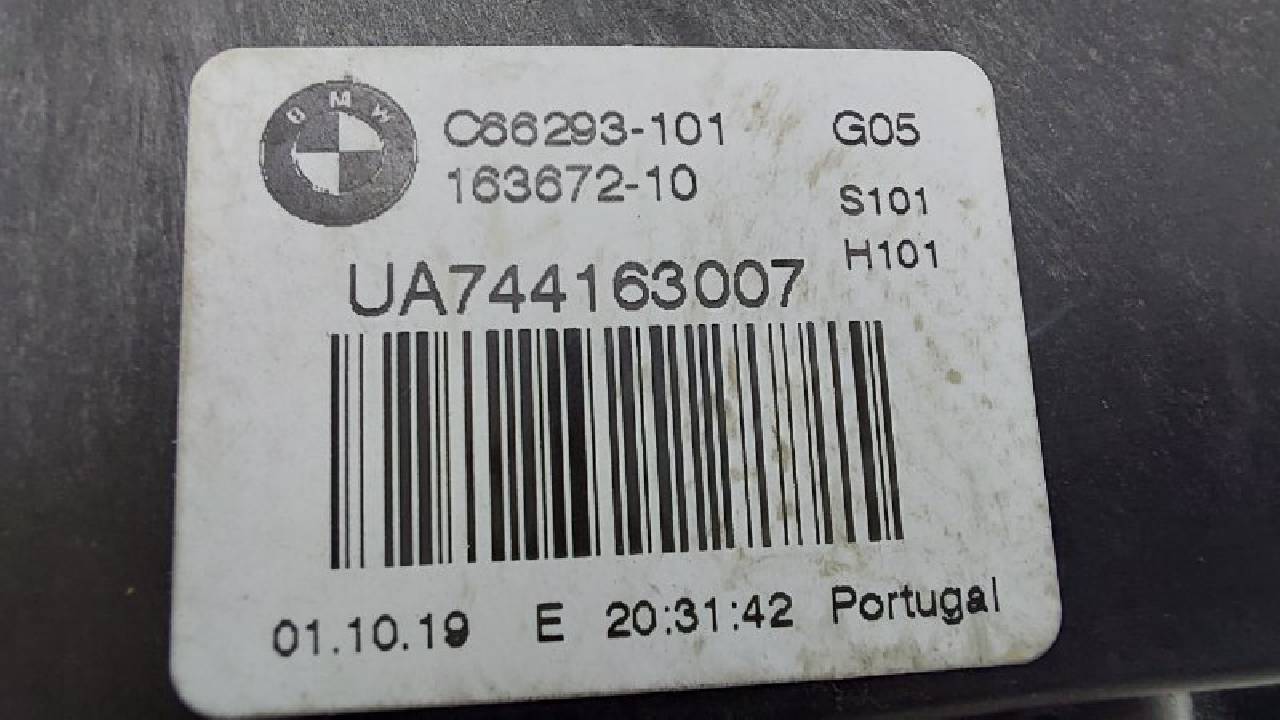 BMW
C66293-101 G05
163672-10 S101
H101
UA744163007
01.10.19 E 20:31:42 Portugal